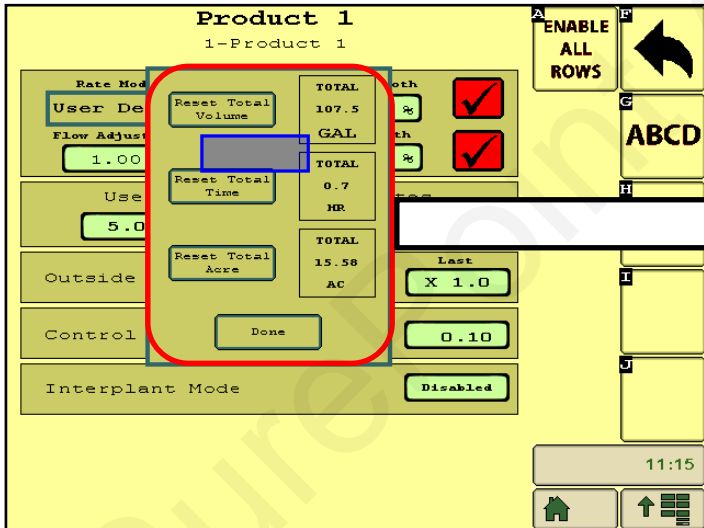 Product 1
1-Product 1
ENABLE
ALL
ROWS
A
F
G
ABCD
H
I
J
Rate Mod
User De
Flow Adjust
1.00
oth
%
th
%
Use
5.0
Outside
Last
X 1.0
Control
0.10
Interplant Mode
Disabled
Reset Total
Volume
TOTAL
107.5
GAL
Reset Total
Time
TOTAL
0.7
HR
Reset Total
Acre
TOTAL
15.58
AC
Done
11:15